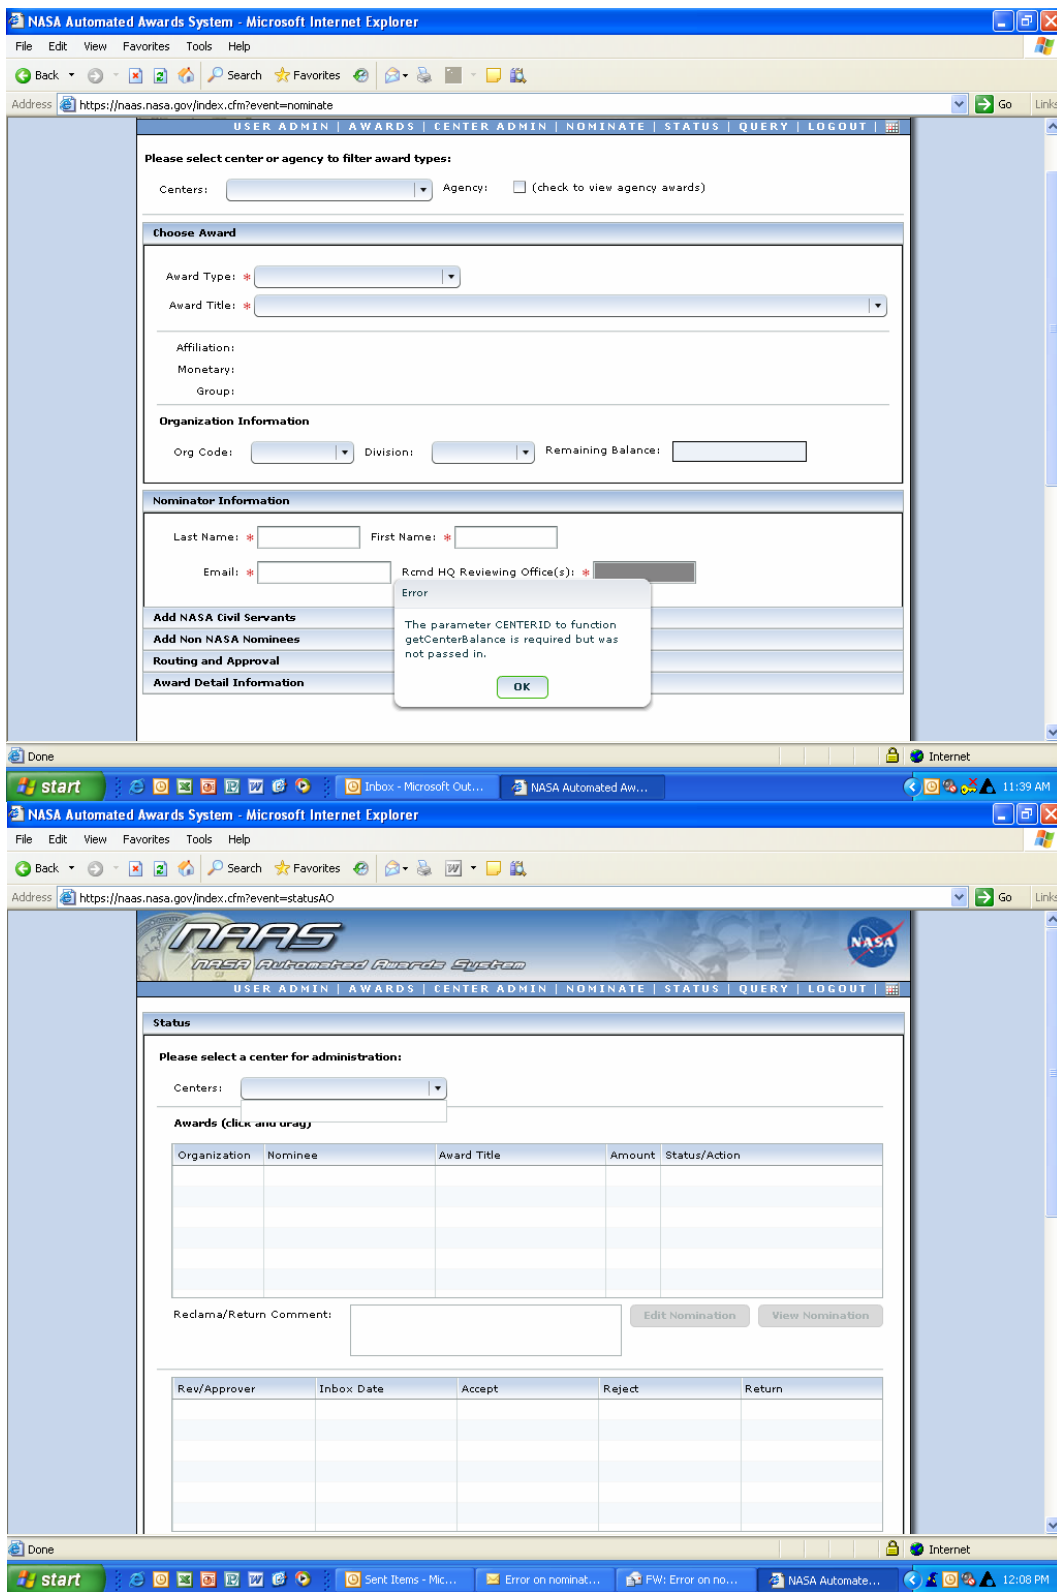 NASA Automated Awards System - Microsoft Internet Explorer
File Edit View Favorites Tools Help
Back Search Favorites
Address https://naas.nasa.gov/index.cfm?event=nominate Go Links
USER ADMIN | AWARDS | CENTER ADMIN | NOMINATE | STATUS | QUERY | LOGOUT |
Please select center or agency to filter award types:
Centers: Agency: (check to view agency awards)
Choose Award
Award Type: *
Award Title: *
Affiliation:
Monetary:
Group:
Organization Information
Org Code: Division: Remaining Balance:
Nominator Information
Last Name: * First Name: *
Email: * Rcmd HQ Reviewing Office(s): *
Error
The parameter CENTERID to function
getCenterBalance is required but was
not passed in.
OK
Add NASA Civil Servants
Add Non NASA Nominees
Routing and Approval
Award Detail Information
Done Internet
start Inbox - Microsoft Out... NASA Automated Aw... 11:39 AM
NASA Automated Awards System - Microsoft Internet Explorer
File Edit View Favorites Tools Help
Back Search Favorites
Address https://naas.nasa.gov/index.cfm?event=statusAO Go Links
NAAS
NASA Automated Awards System
NASA
USER ADMIN | AWARDS | CENTER ADMIN | NOMINATE | STATUS | QUERY | LOGOUT |
Status
Please select a center for administration:
Centers:
Awards (click and drag)
Organization Nominee Award Title Amount Status/Action
Reclama/Return Comment: Edit Nomination View Nomination
Rev/Approver Inbox Date Accept Reject Return
Done Internet
start Sent Items - Mic... Error on nominat... FW: Error on no... NASA Automate... 12:08 PM